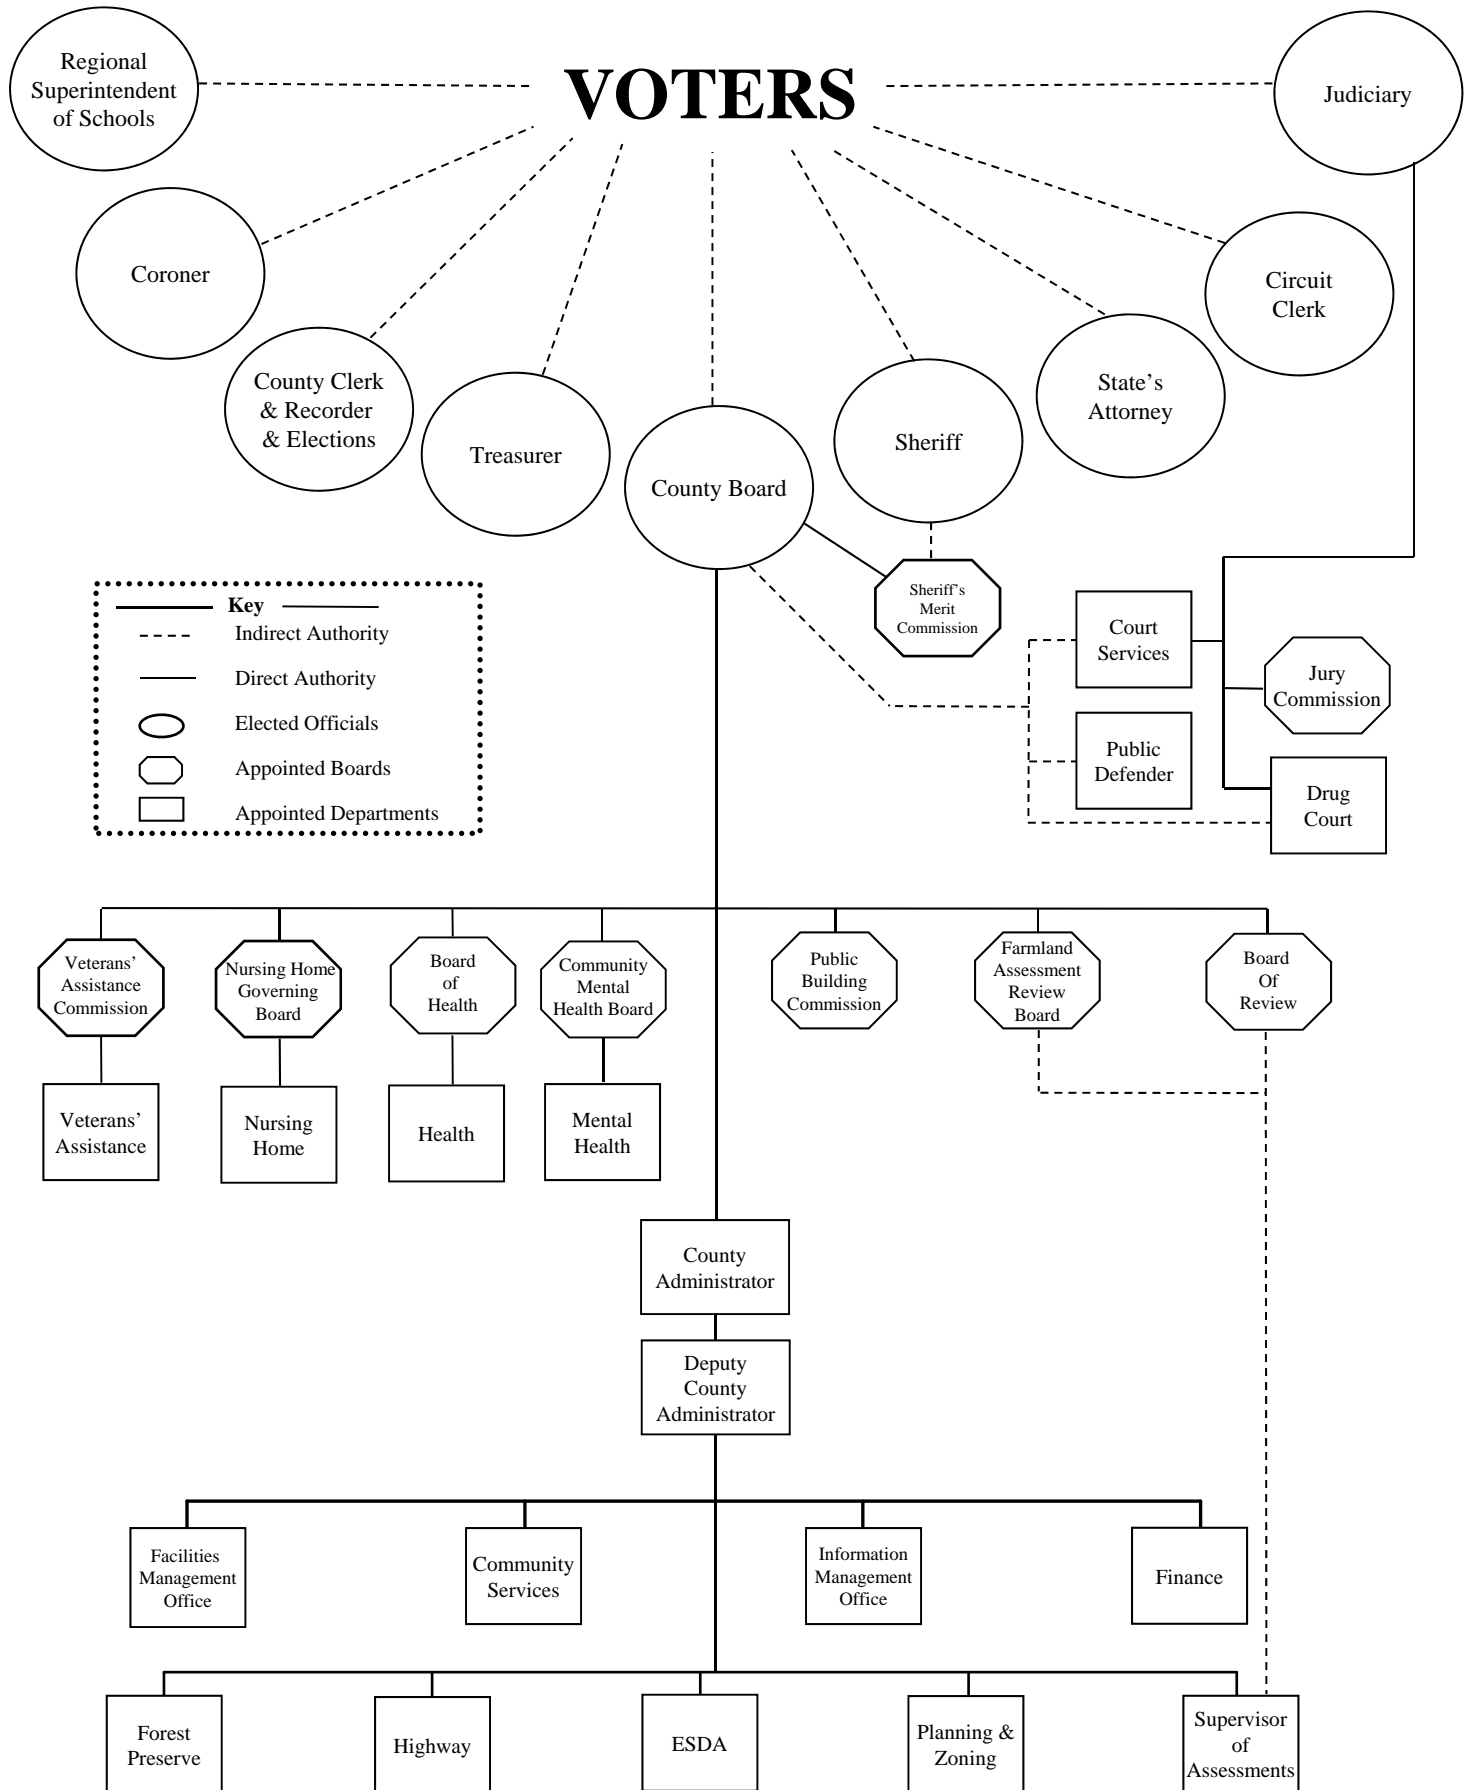 VOTERS
Regional
Superintendent
of Schools
Judiciary
Coroner
Circuit
Clerk
County Clerk
& Recorder
& Elections
State's
Attorney
Treasurer
Sheriff
County Board
Sheriff's
Merit
Commission
Key
Indirect Authority
Direct Authority
Elected Officials
Appointed Boards
Appointed Departments
Court
Services
Jury
Commission
Public
Defender
Drug
Court
Veterans'
Assistance
Commission
Nursing Home
Governing
Board
Board
of
Health
Community
Mental
Health Board
Public
Building
Commission
Farmland
Assessment
Review
Board
Board
Of
Review
Veterans'
Assistance
Nursing
Home
Health
Mental
Health
County
Administrator
Deputy
County
Administrator
Facilities
Management
Office
Community
Services
Information
Management
Office
Finance
Forest
Preserve
Highway
ESDA
Planning &
Zoning
Supervisor
of
Assessments